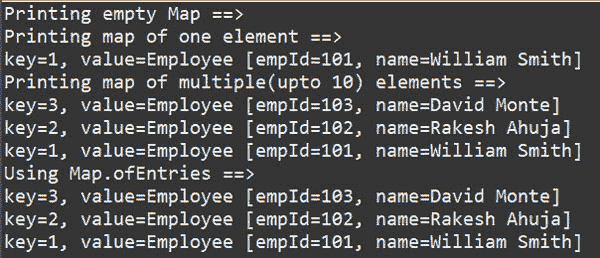 Printing empty Map ==>
Printing map of one element ==>
key=1, value=Employee [empId=101, name=William Smith]
Printing map of multiple(upto 10) elements ==>
key=3, value=Employee [empId=103, name=David Monte]
key=2, value=Employee [empId=102, name=Rakesh Ahuja]
key=1, value=Employee [empId=101, name=William Smith]
Using Map.ofEntries ==>
key=3, value=Employee [empId=103, name=David Monte]
key=2, value=Employee [empId=102, name=Rakesh Ahuja]
key=1, value=Employee [empId=101, name=William Smith]